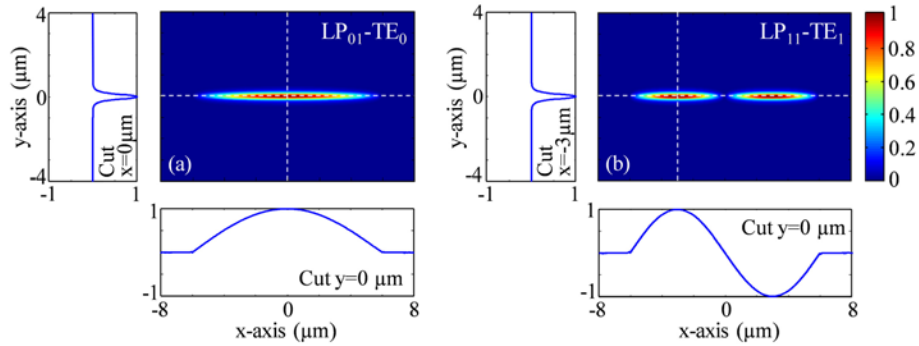 4
0
-4
y-axis (µm)
-1
1
Cut
x=0µm
LP01-TE0
(a)
1
-1
Cut y=0 µm
-8
0
8
x-axis (µm)
4
0
-4
y-axis (µm)
-1
1
Cut
x=-3µm
LP11-TE1
(b)
1
0.8
0.6
0.4
0.2
0
1
-1
Cut y=0 µm
-8
0
8
x-axis (µm)